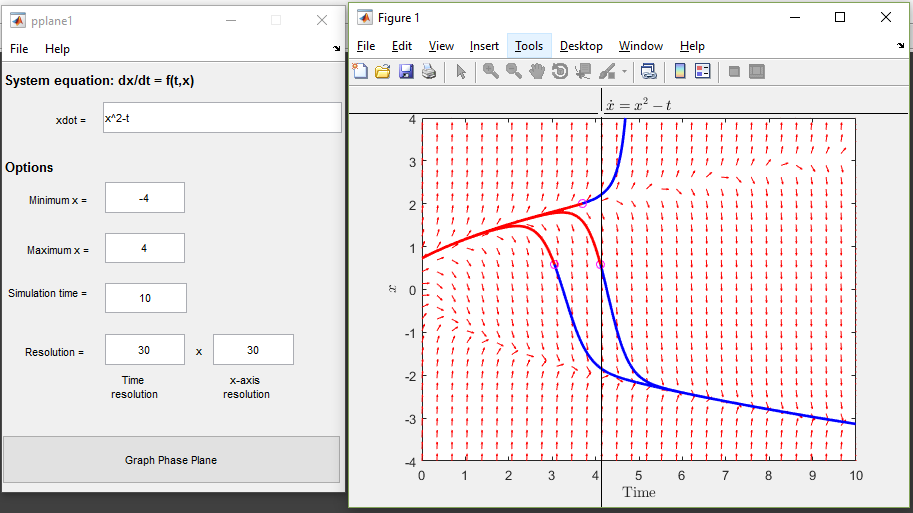 pplane1
File Help
System equation: dx/dt = f(t,x)
xdot = x^2-t
Options
Minimum x = -4
Maximum x = 4
Simulation time = 10
Resolution = 30 x 30
Time resolution
x-axis resolution
Graph Phase Plane
Figure 1
File Edit View Insert Tools Desktop Window Help
ẋ = x² − t
4
3
2
1
0
-1
-2
-3
-4
x
0 1 2 3 4 5 6 7 8 9 10
Time